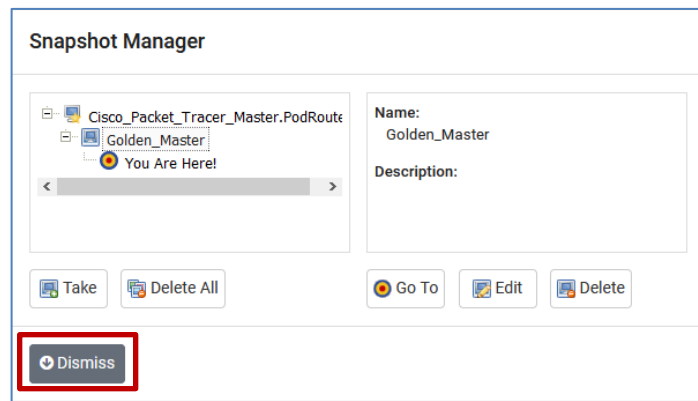 Snapshot Manager
Cisco_Packet_Tracer_Master.PodRoute
Golden_Master
You Are Here!
Name:
Golden_Master
Description:
Take
Delete All
Go To
Edit
Delete
Dismiss